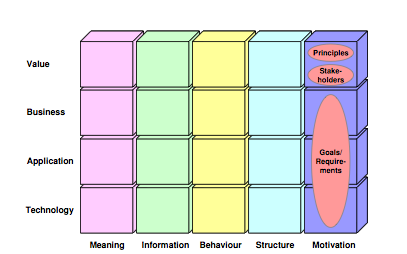 Value
Principles
Stake-
holders
Business
Application
Goals/
Require-
ments
Technology
Meaning Information Behaviour Structure Motivation